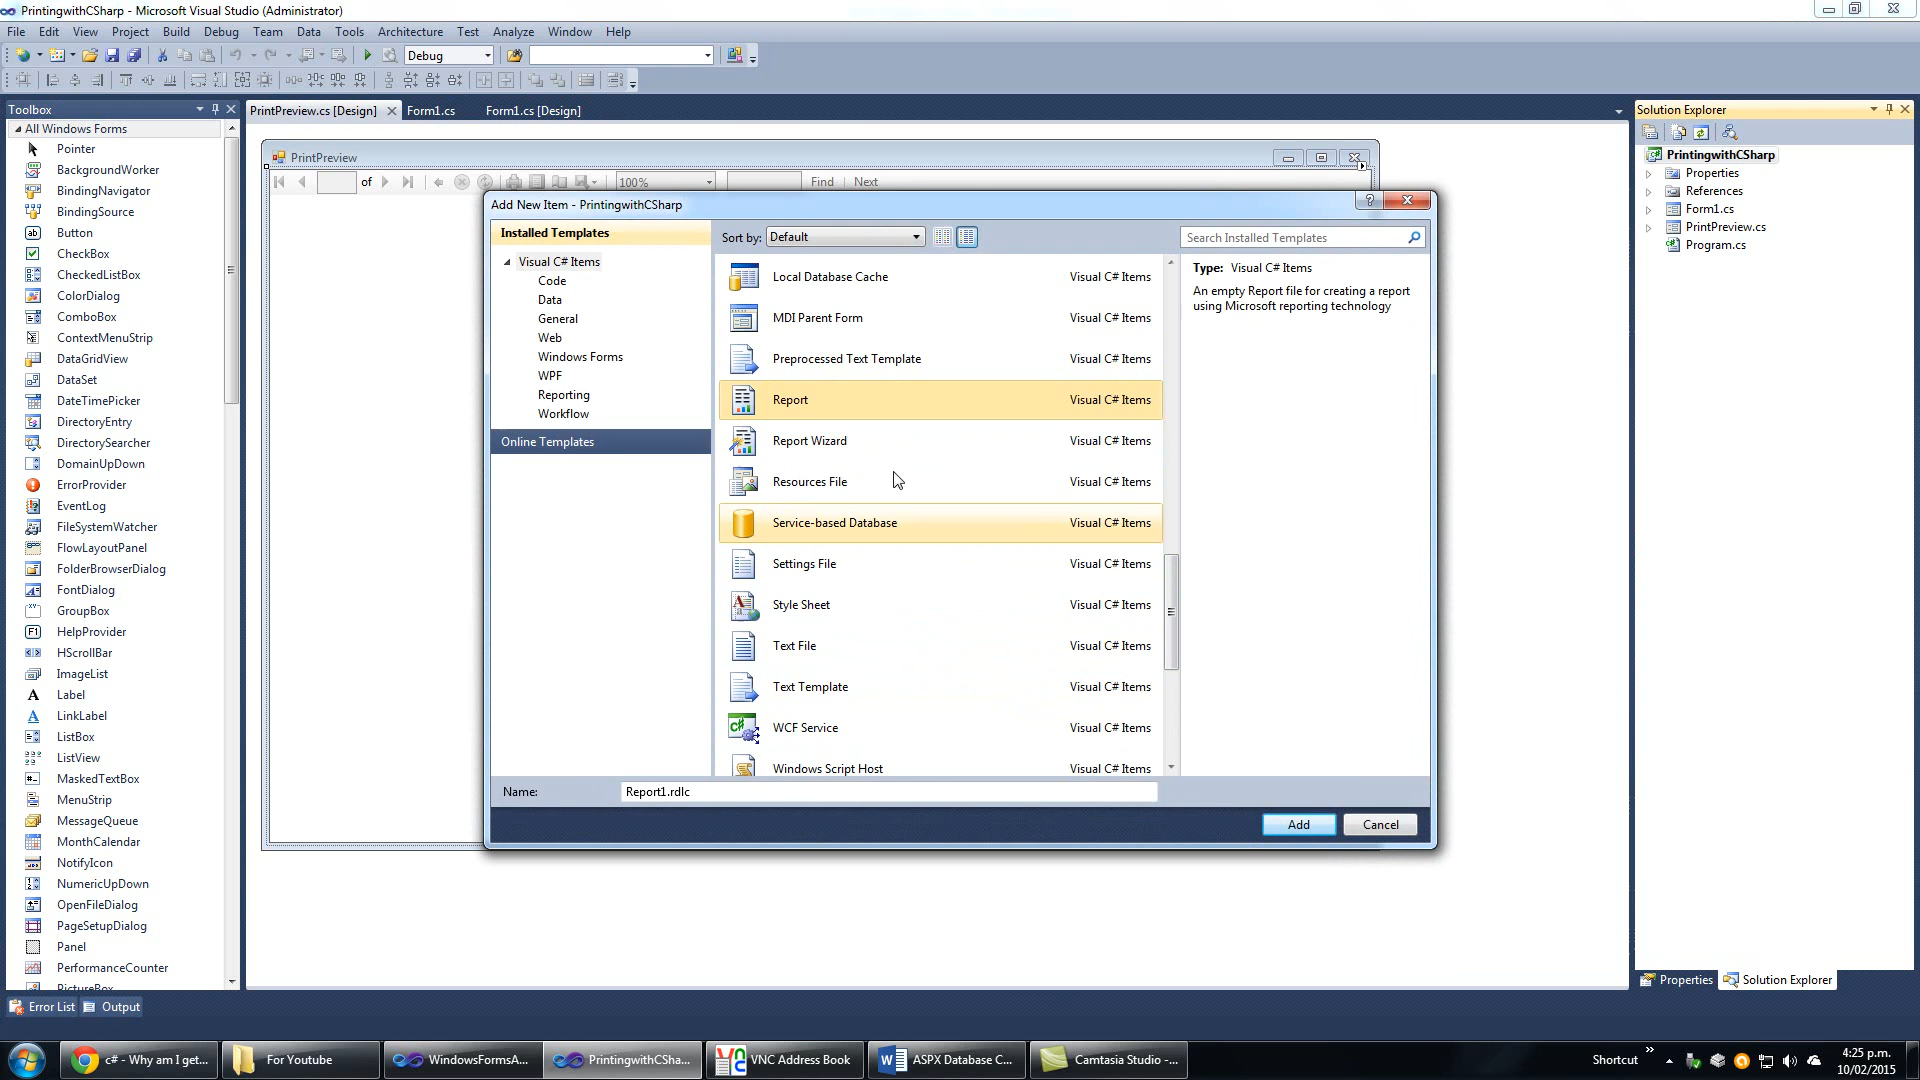 PrintingwithCSharp - Microsoft Visual Studio (Administrator)
File Edit View Project Build Debug Team Data Tools Architecture Test Analyze Window Help
Debug
Toolbox
PrintPreview.cs [Design] Form1.cs Form1.cs [Design]
Solution Explorer
All Windows Forms
Pointer
BackgroundWorker
BindingNavigator
BindingSource
Button
CheckBox
CheckedListBox
ColorDialog
ComboBox
ContextMenuStrip
DataGridView
DataSet
DateTimePicker
DirectoryEntry
DirectorySearcher
DomainUpDown
ErrorProvider
EventLog
FileSystemWatcher
FlowLayoutPanel
FolderBrowserDialog
FontDialog
GroupBox
HelpProvider
HScrollBar
ImageList
Label
LinkLabel
ListBox
ListView
MaskedTextBox
MenuStrip
MessageQueue
MonthCalendar
NotifyIcon
NumericUpDown
OpenFileDialog
PageSetupDialog
Panel
PerformanceCounter
PictureBox
PrintPreview
of 100% Find Next
Add New Item - PrintingwithCSharp
Installed Templates
Sort by: Default
Search Installed Templates
Visual C# Items
Code
Data
General
Web
Windows Forms
WPF
Reporting
Workflow
Online Templates
Local Database Cache Visual C# Items
MDI Parent Form Visual C# Items
Preprocessed Text Template Visual C# Items
Report Visual C# Items
Report Wizard Visual C# Items
Resources File Visual C# Items
Service-based Database Visual C# Items
Settings File Visual C# Items
Style Sheet Visual C# Items
Text File Visual C# Items
Text Template Visual C# Items
WCF Service Visual C# Items
Windows Script Host Visual C# Items
Type: Visual C# Items
An empty Report file for creating a report
using Microsoft reporting technology
Name: Report1.rdlc
Add Cancel
PrintingwithCSharp
Properties
References
Form1.cs
PrintPreview.cs
Program.cs
Properties Solution Explorer
Error List Output
c# - Why am I get...
For Youtube
WindowsFormsA...
PrintingwithCSha...
VNC Address Book
ASPX Database C...
Camtasia Studio -...
Shortcut
4:25 p.m.
10/02/2015